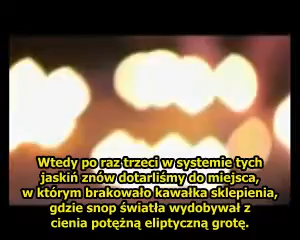 Wtedy po raz trzeci w systemie tych
jaskiń znów dotarliśmy do miejsca,
w którym brakowało kawałka sklepienia,
gdzie snop światła wydobywał z
cienia potężną eliptyczną grotę.